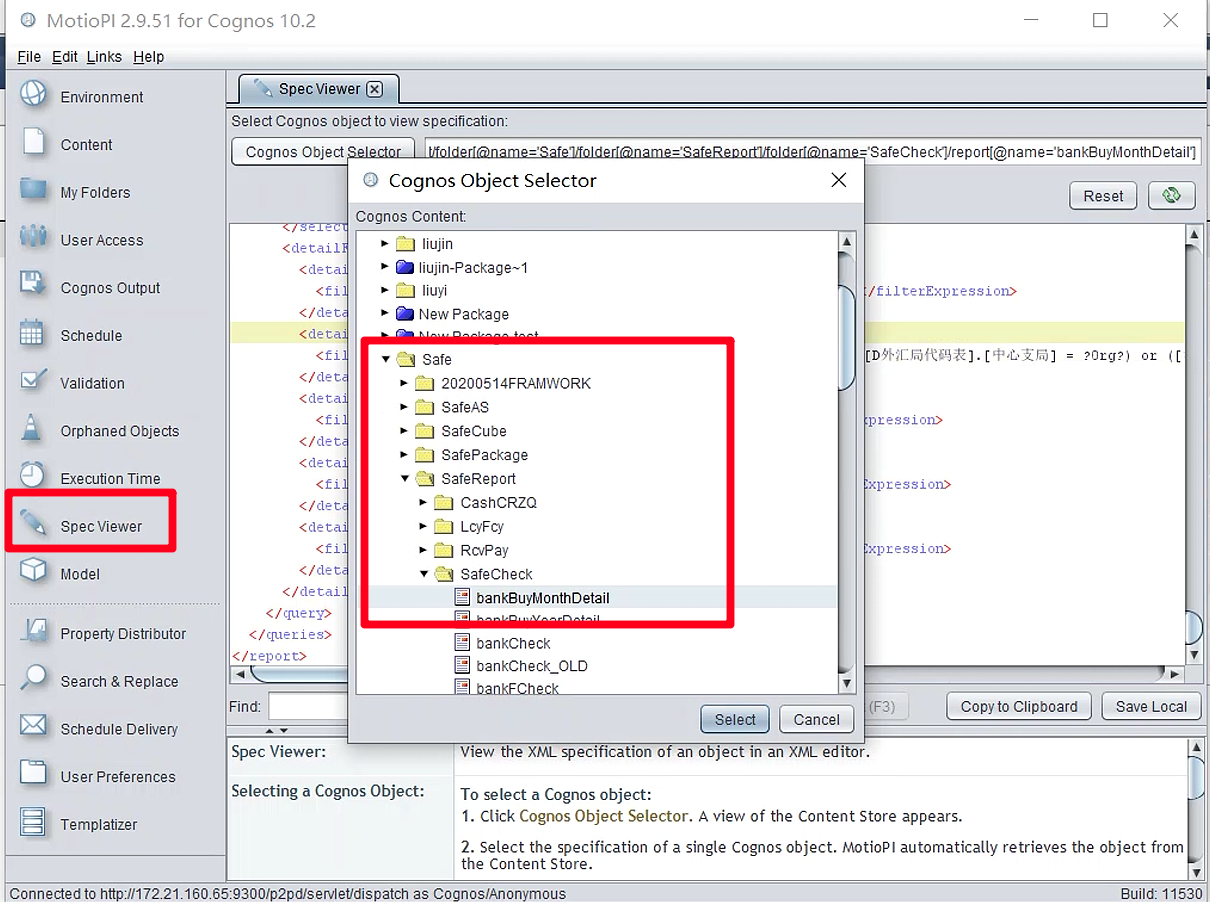 MotioPI 2.9.51 for Cognos 10.2
File Edit Links Help
Environment
Content
My Folders
User Access
Cognos Output
Schedule
Validation
Orphaned Objects
Execution Time
Spec Viewer
Model
Property Distributor
Search & Replace
Schedule Delivery
User Preferences
Templatizer
Spec Viewer
Select Cognos object to view specification:
Cognos Object Selector
/folder[@name='Safe']/folder[@name='SafeReport']/folder[@name='SafeCheck']/report[@name='bankBuyMonthDetail']
Reset
</selec
<detailF
<detai
<fil
/filterExpression>
</deta
<detai
<fil
[D外汇局代码表].[中心支局] = ?Org?) or ([
</deta
<detai
<fil
xpression>
</deta
<detai
<fil
Expression>
</deta
<detai
<fil
Expression>
</deta
</detail
</query>
</queries>
</report>
Cognos Object Selector
Cognos Content:
liujin
liujin-Package~1
liuyi
New Package
New Package test
Safe
20200514FRAMWORK
SafeAS
SafeCube
SafePackage
SafeReport
CashCRZQ
LcyFcy
RcvPay
SafeCheck
bankBuyMonthDetail
bankBuyYearDetail
bankCheck
bankCheck_OLD
bankFCheck
Select
Cancel
Find:
(F3)
Copy to Clipboard
Save Local
Spec Viewer:
View the XML specification of an object in an XML editor.
Selecting a Cognos Object:
To select a Cognos object:
1. Click Cognos Object Selector. A view of the Content Store appears.
2. Select the specification of a single Cognos object. MotioPI automatically retrieves the object from
the Content Store.
Connected to http://172.21.160.65:9300/p2pd/servlet/dispatch as Cognos/Anonymous
Build: 11530